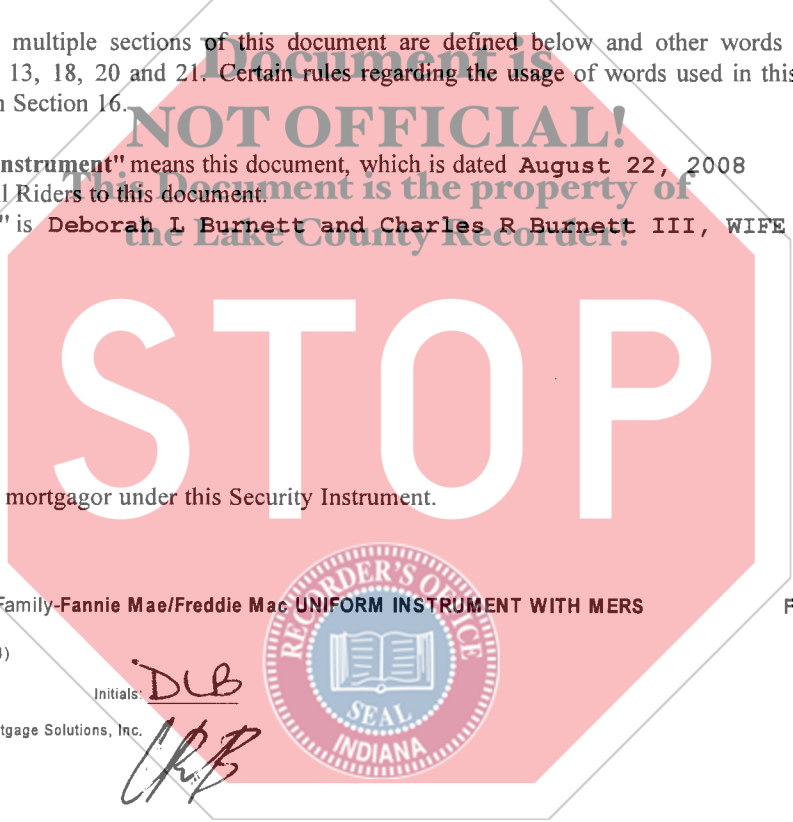 multiple sections of this document are defined below and other words
13, 18, 20 and 21. Certain rules regarding the usage of words used in this
Section 16.
Document is
NOT OFFICIAL!
This Document is the property of
the Lake County Recorder!
nstrument" means this document, which is dated August 22, 2008
l Riders to this document.
" is Deborah L Burnett and Charles R Burnett III, WIFE
STOP
mortgagor under this Security Instrument.
Family-Fannie Mae/Freddie Mac UNIFORM INSTRUMENT WITH MERS
RECORDER'S OFFICE
SEAL
INDIANA
Initials: DLB
tgage Solutions, Inc.
CRB